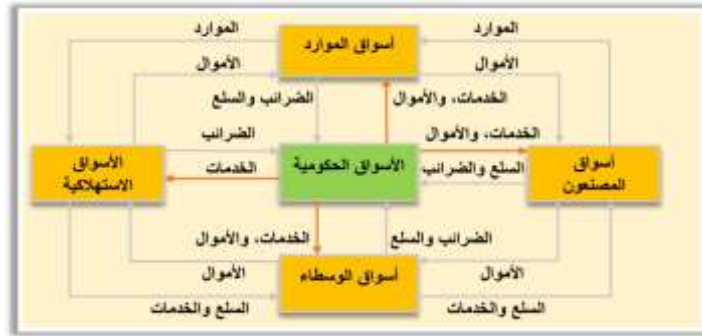 الموارد
أسواق الموارد
الموارد
الأموال
الأموال
الضرائب والسلع
الخدمات، والأموال
الضرائب
الخدمات، والأموال
الأسواق
الاستهلاكية
الخدمات
الأسواق الحكومية
السلع والضرائب
أسواق
المصنعون
الخدمات، والأموال
الضرائب والسلع
الأموال
أسواق الوسطاء
الأموال
السلع والخدمات
السلع والخدمات